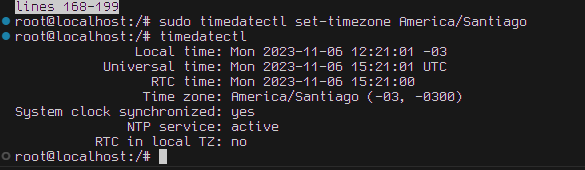 lines 168-199
root@localhost:/# sudo timedatectl set-timezone America/Santiago
root@localhost:/# timedatectl
Local time: Mon 2023-11-06 12:21:01 -03
Universal time: Mon 2023-11-06 15:21:01 UTC
RTC time: Mon 2023-11-06 15:21:00
Time zone: America/Santiago (-03, -0300)
System clock synchronized: yes
NTP service: active
RTC in local TZ: no
root@localhost:/#